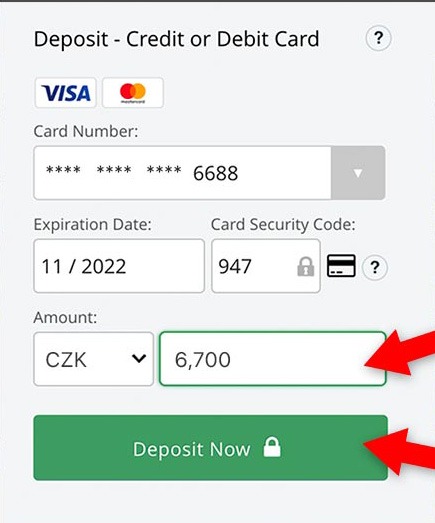 Deposit - Credit or Debit Card ?
VISA mastercard
Card Number:
**** **** **** 6688
Expiration Date: Card Security Code:
11 / 2022 947 ?
Amount:
CZK 6,700
Deposit Now